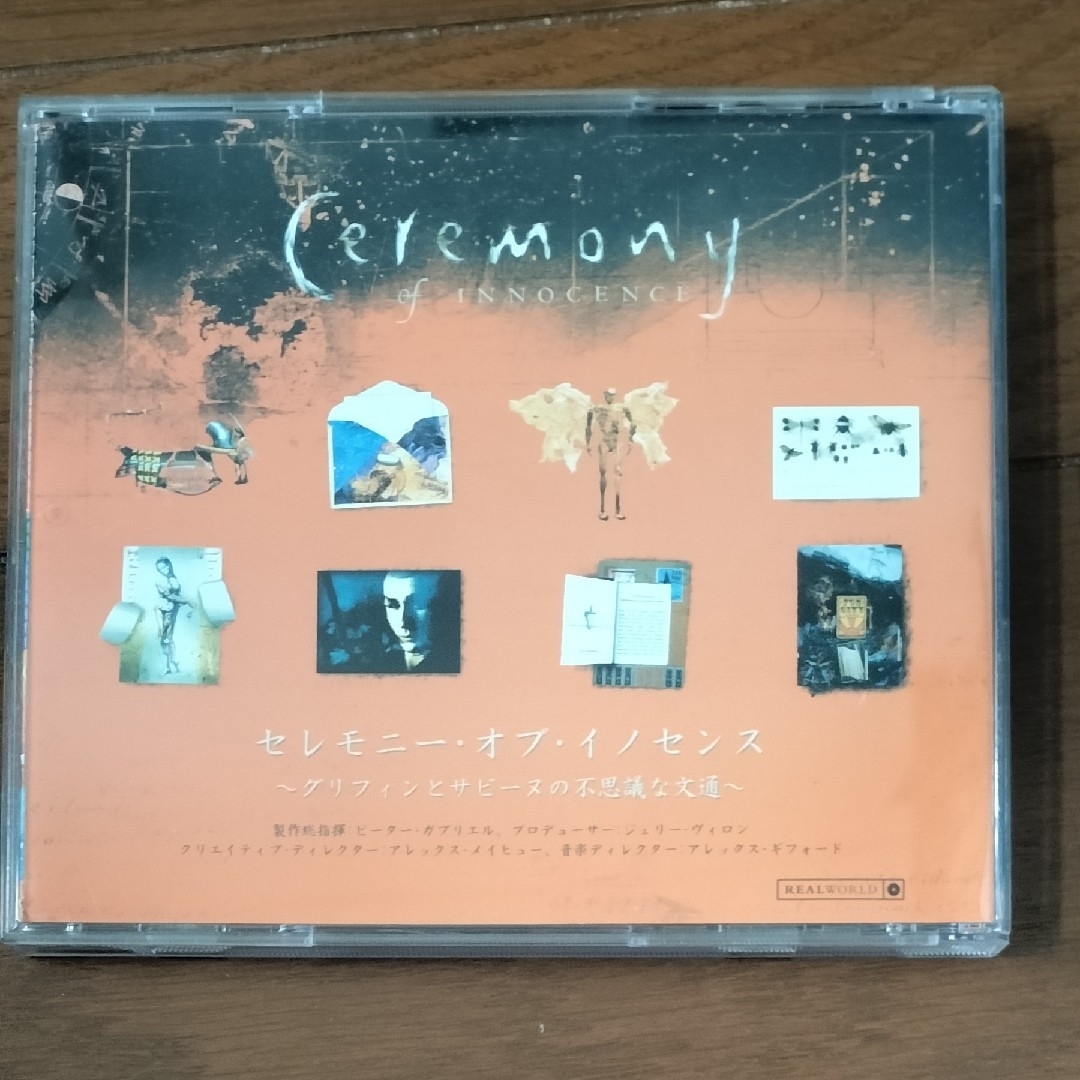 Ceremony
of INNOCENCE
セレモニー・オブ・イノセンス
〜グリフィンとサビーヌの不思議な文通〜
製作総指揮 ピーター・ガブリエル、プロデューサー:ジェリー・ヴィロン
クリエイティブ・ディレクター:アレックス・メイヒュー、音楽ディレクター:アレックス・ギフォード
REALWORLD